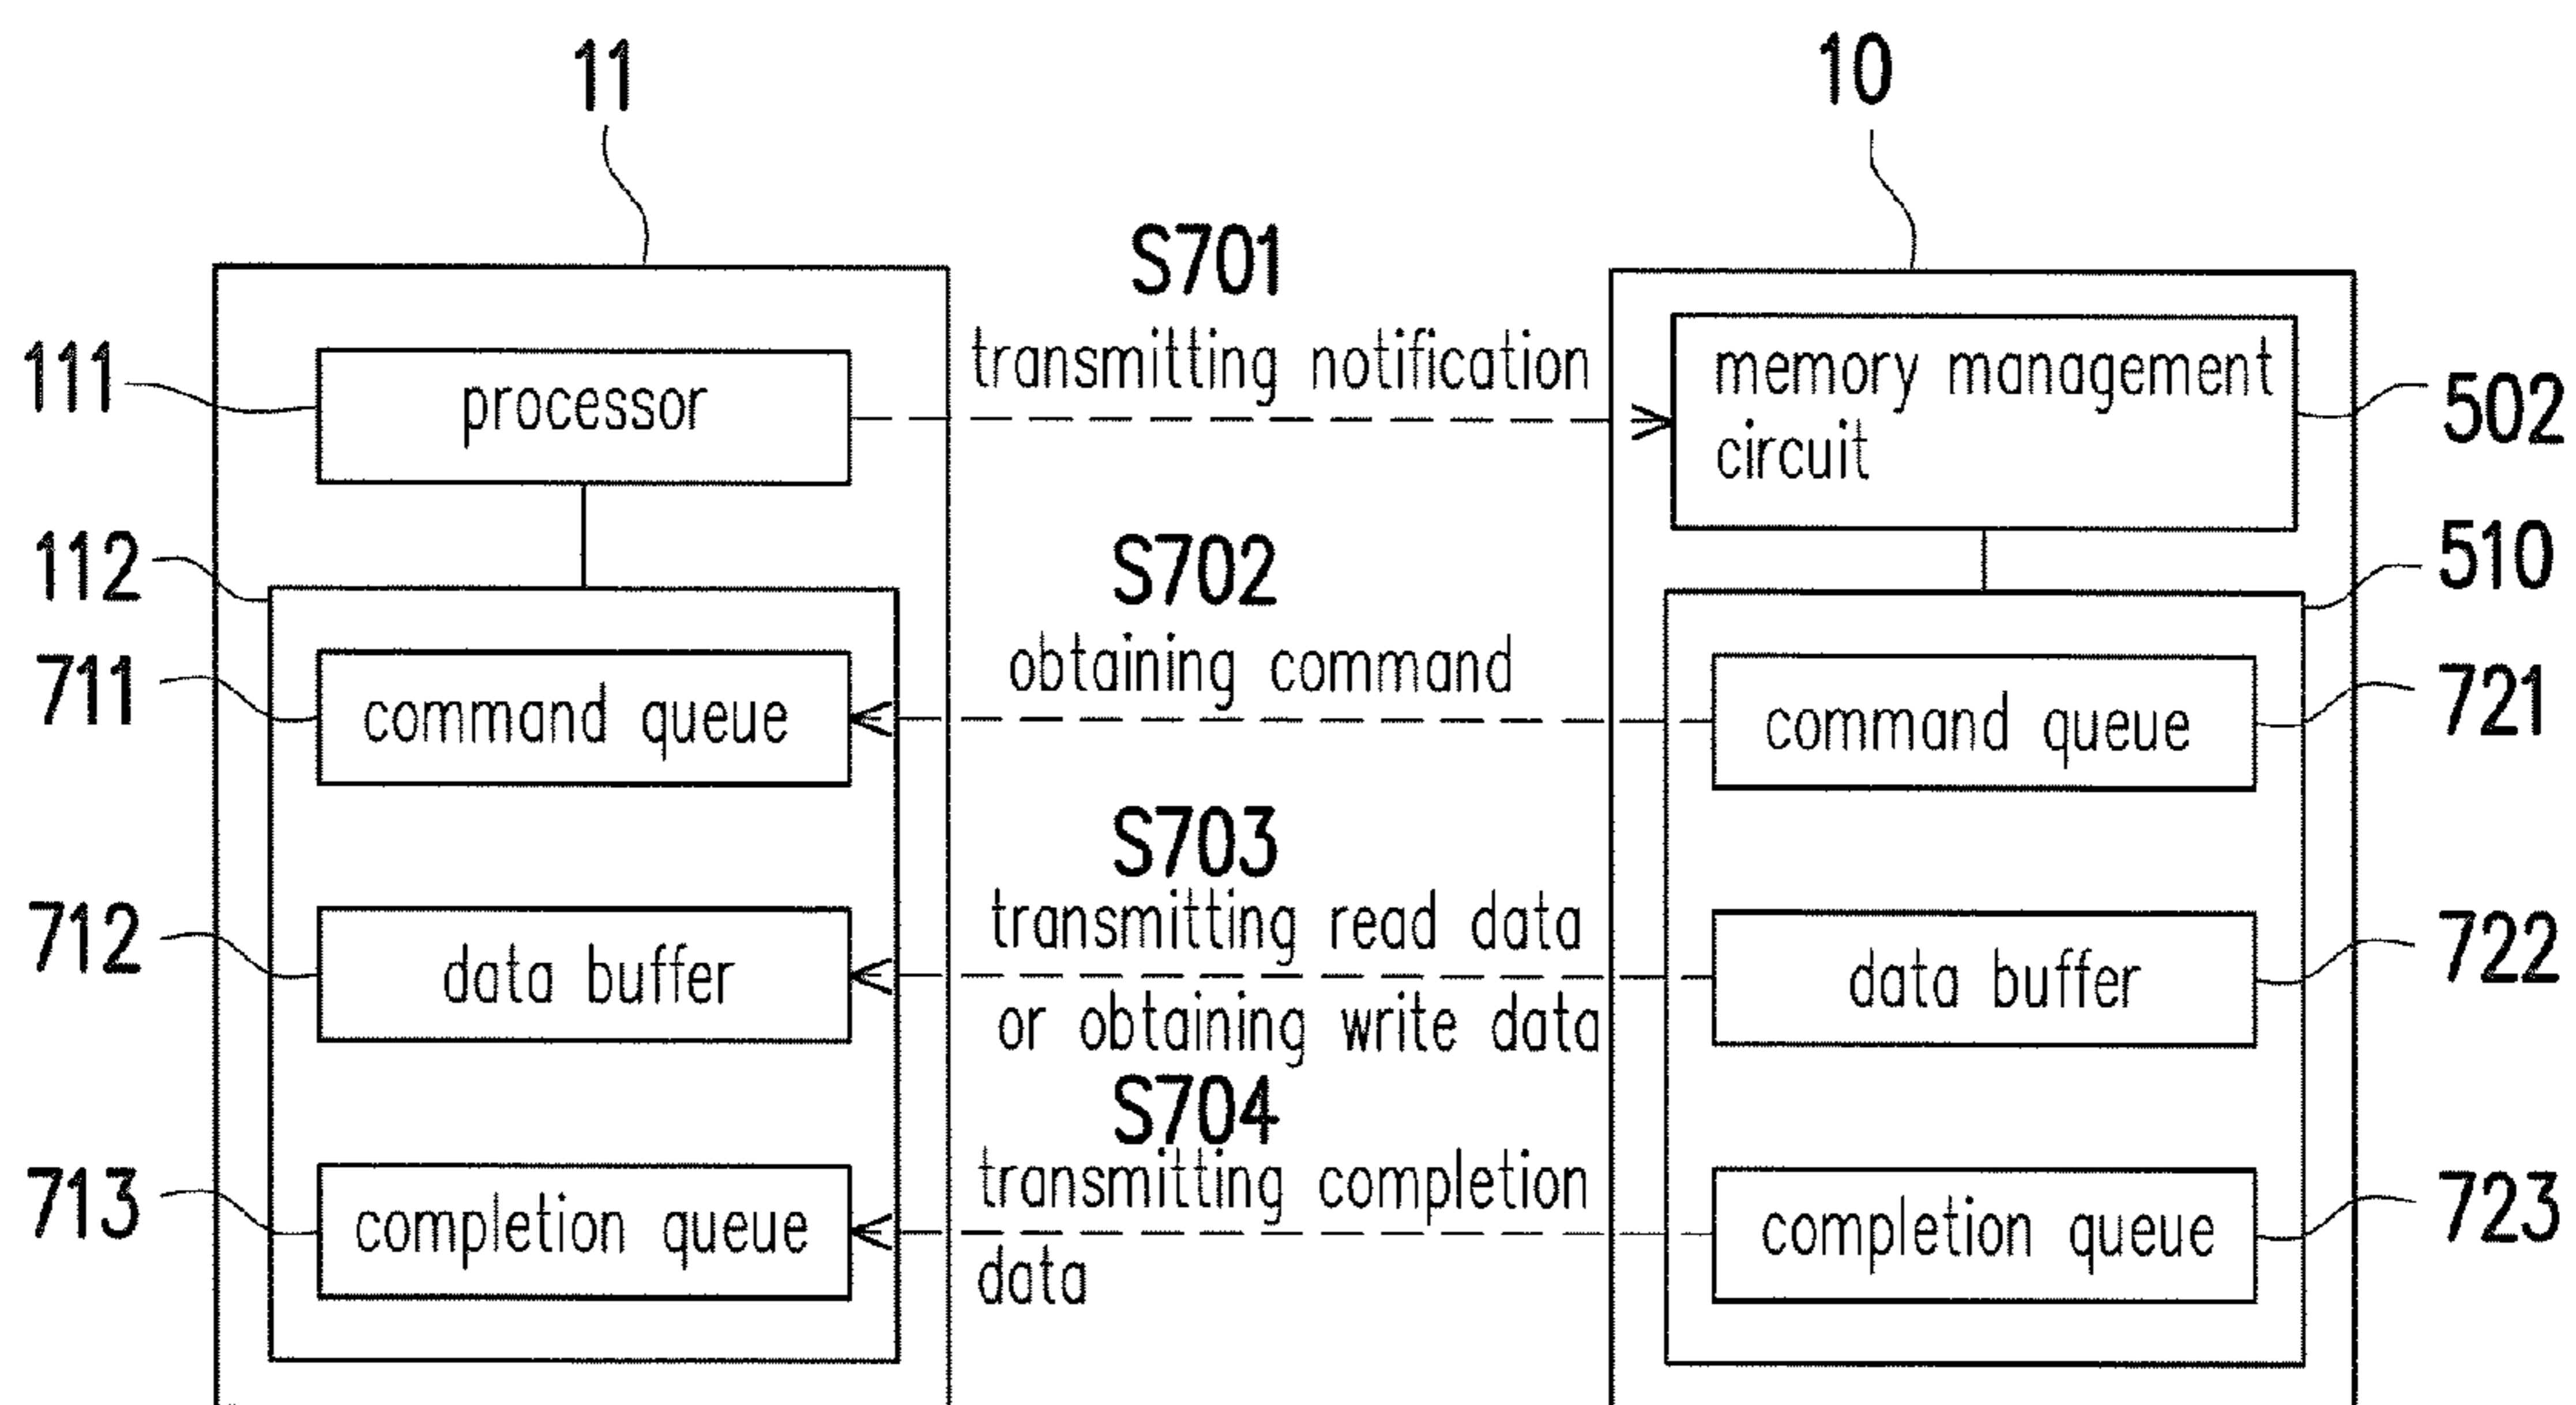 11
10
S701
transmitting notification
111
processor
memory management
circuit
502
112
S702
510
obtaining command
711
command queue
command queue
721
S703
transmitting read data
712
data buffer
data buffer
722
or obtaining write data
S704
transmitting completion
713
completion queue
completion queue
723
data